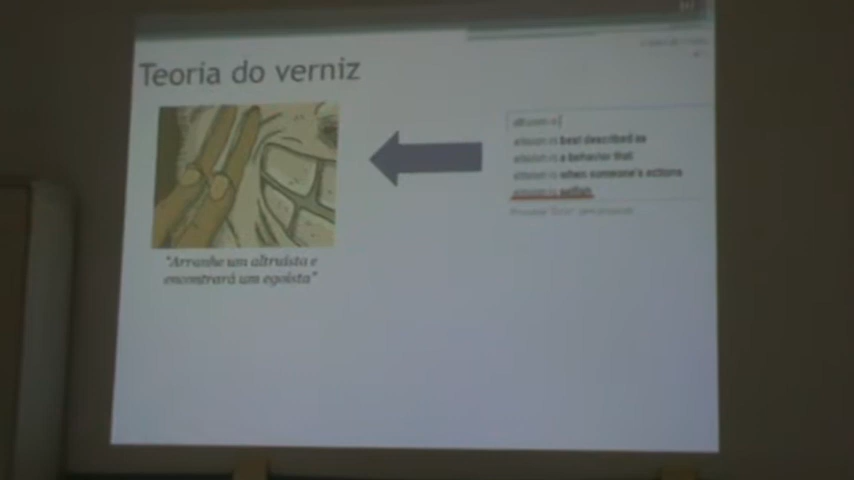 Teoria do verniz
altruism is
altruism is best described as
altruism is a behavior that
altruism is when someone's actions
altruism is selfish
"Arranhe um altruísta e
encontrará um egoísta"